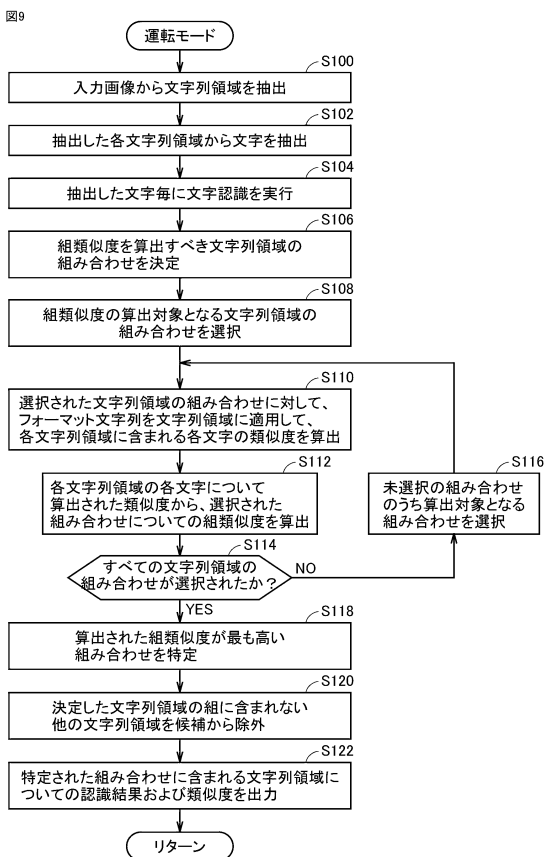 図9
運転モード
S100
入力画像から文字列領域を抽出
S102
抽出した各文字列領域から文字を抽出
S104
抽出した文字毎に文字認識を実行
S106
組類似度を算出すべき文字列領域の
組み合わせを決定
S108
組類似度の算出対象となる文字列領域の
組み合わせを選択
S110
選択された文字列領域の組み合わせに対して、
フォーマット文字列を文字列領域に適用して、
各文字列領域に含まれる各文字の類似度を算出
S112
各文字列領域の各文字について
算出された類似度から、選択された
組み合わせについての組類似度を算出
S116
未選択の組み合わせ
のうち算出対象となる
組み合わせを選択
S114
すべての文字列領域の
組み合わせが選択されたか？
NO
YES
S118
算出された組類似度が最も高い
組み合わせを特定
S120
決定した文字列領域の組に含まれない
他の文字列領域を候補から除外
S122
特定された組み合わせに含まれる文字列領域に
ついての認識結果および類似度を出力
リターン